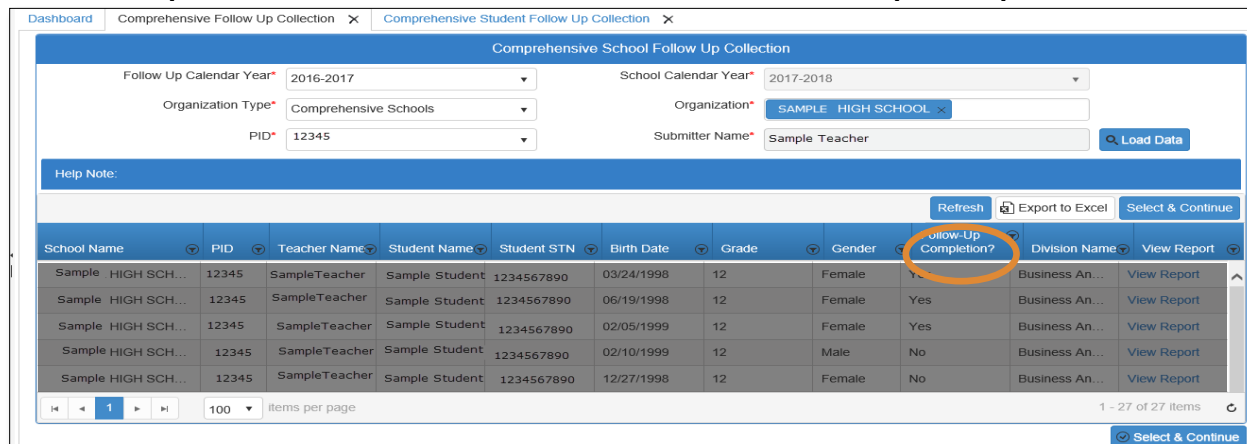 Dashboard Comprehensive Follow Up Collection X Comprehensive Student Follow Up Collection X
Comprehensive School Follow Up Collection
Follow Up Calendar Year* 2016-2017 School Calendar Year* 2017-2018
Organization Type* Comprehensive Schools Organization* SAMPLE HIGH SCHOOL ×
PID* 12345 Submitter Name* Sample Teacher Load Data
Help Note:
Refresh Export to Excel Select & Continue
School Name PID Teacher Name Student Name Student STN Birth Date Grade Gender Follow-Up Completion? Division Name View Report
Sample HIGH SCH... 12345 SampleTeacher Sample Student 1234567890 03/24/1998 12 Female Yes Business An... View Report
Sample HIGH SCH... 12345 SampleTeacher Sample Student 1234567890 06/19/1998 12 Female Yes Business An... View Report
Sample HIGH SCH... 12345 SampleTeacher Sample Student 1234567890 02/05/1999 12 Female Yes Business An... View Report
Sample HIGH SCH... 12345 SampleTeacher Sample Student 1234567890 02/10/1999 12 Male No Business An... View Report
Sample HIGH SCH... 12345 SampleTeacher Sample Student 1234567890 12/27/1998 12 Female No Business An... View Report
1 100 items per page 1 - 27 of 27 items
Select & Continue